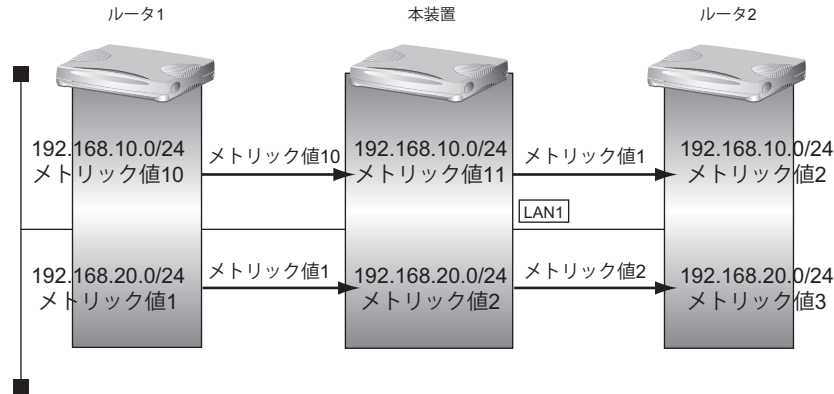 ルータ1
本装置
ルータ2
192.168.10.0/24
メトリック値10
メトリック値10
192.168.10.0/24
メトリック値11
メトリック値1
192.168.10.0/24
メトリック値2
LAN1
192.168.20.0/24
メトリック値1
メトリック値1
192.168.20.0/24
メトリック値2
メトリック値2
192.168.20.0/24
メトリック値3